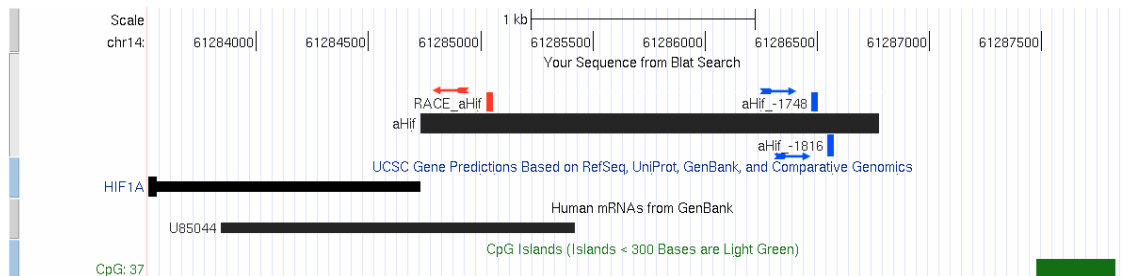 Scale 1 kb
chr14: 61284000 61284500 61285000 61285500 61286000 61286500 61287000 61287500
Your Sequence from Blat Search
RACE_aHif aHif_-1748
aHif
aHif_-1816
UCSC Gene Predictions Based on RefSeq, UniProt, GenBank, and Comparative Genomics
HIF1A
Human mRNAs from GenBank
U85044
CpG Islands (Islands < 300 Bases are Light Green)
CpG: 37